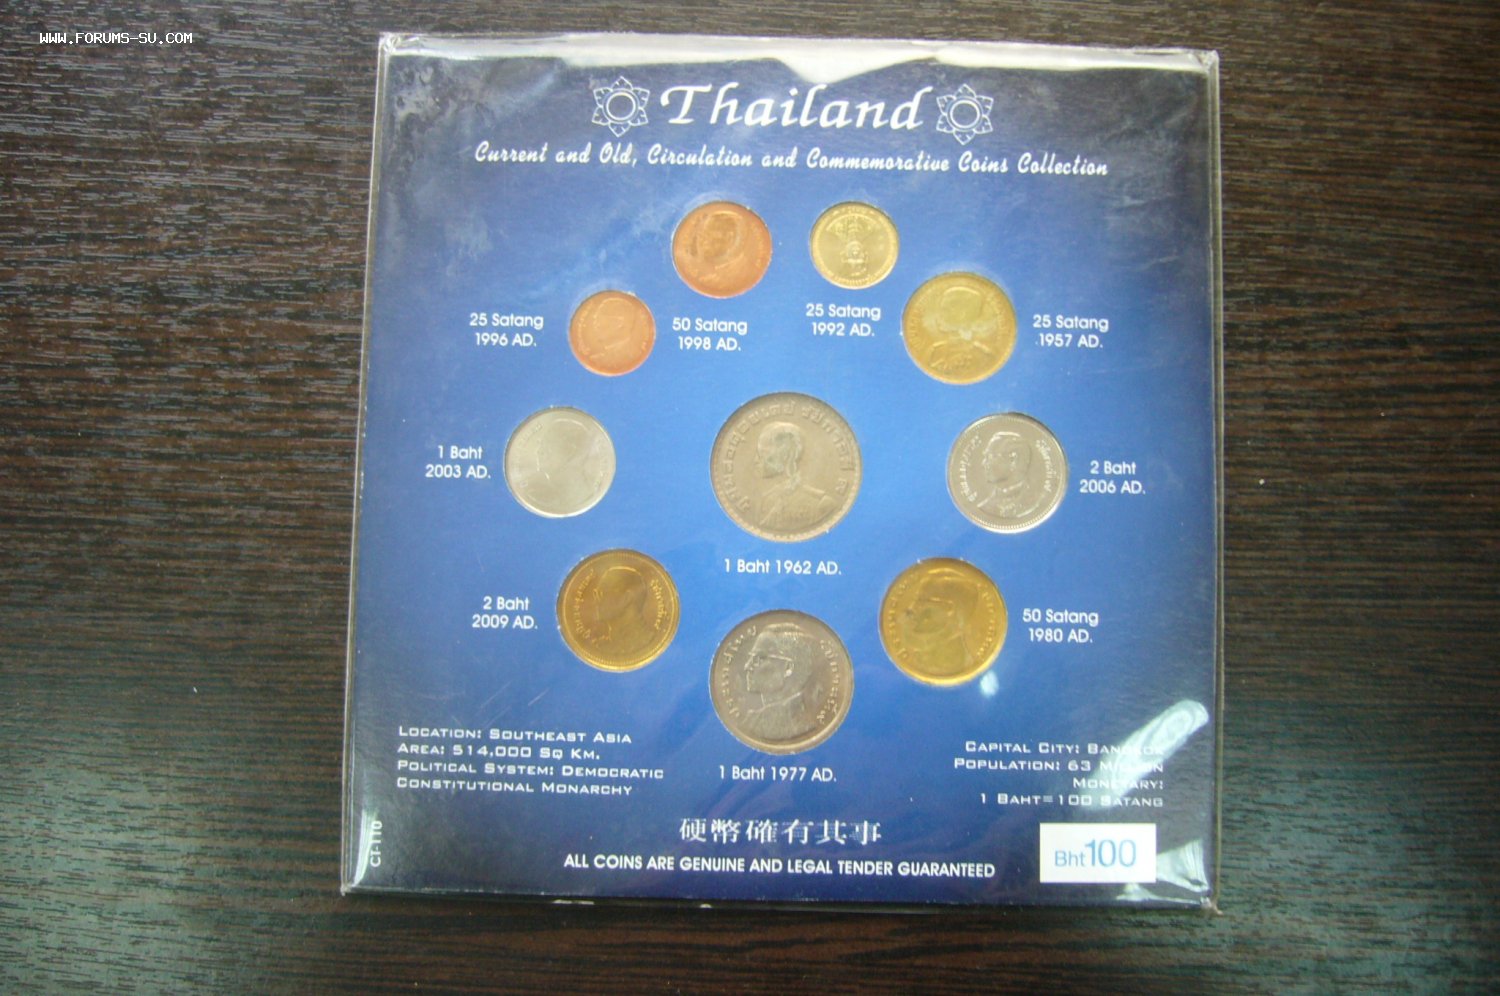 WWW.FORUMS-SU.COM
Thailand
Current and Old, Circulation and Commemorative Coins Collection
25 Satang
1996 AD.
50 Satang
1998 AD.
25 Satang
1992 AD.
25 Satang
1957 AD.
1 Baht
2003 AD.
1 Baht 1962 AD.
2 Baht
2006 AD.
2 Baht
2009 AD.
1 Baht 1977 AD.
50 Satang
1980 AD.
LOCATION: SOUTHEAST ASIA
AREA: 514,000 SQ KM.
POLITICAL SYSTEM: DEMOCRATIC
CONSTITUTIONAL MONARCHY
CAPITAL CITY: BANGKOK
POPULATION: 63 MILLION
MONETARY:
1 BAHT=100 SATANG
硬幣確有其事
ALL COINS ARE GENUINE AND LEGAL TENDER GUARANTEED
CT-110
Bht100